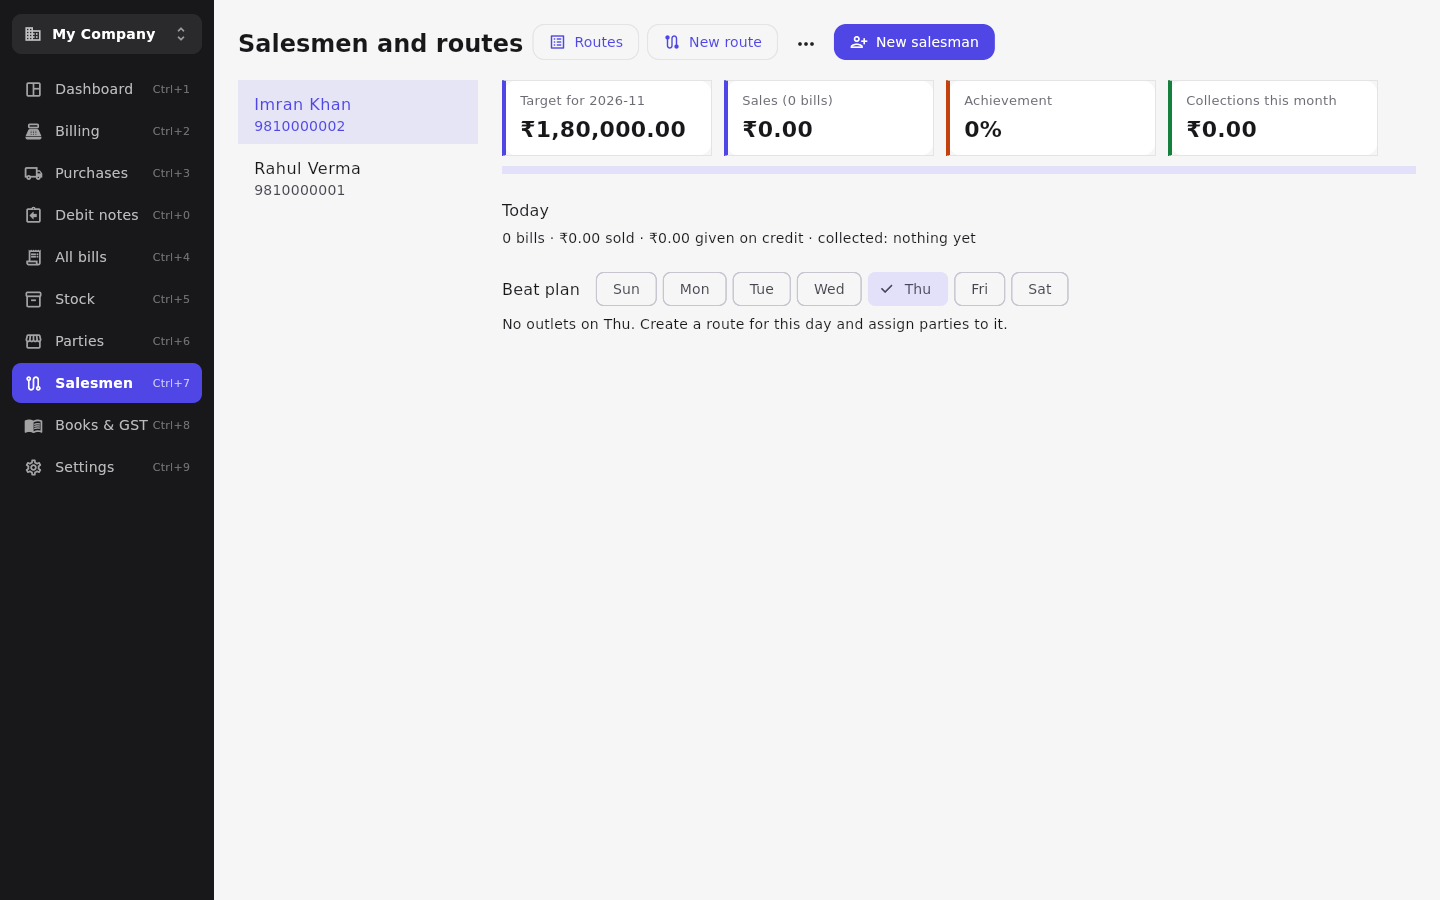 My Company
Dashboard Ctrl+1
Billing Ctrl+2
Purchases Ctrl+3
Debit notes Ctrl+0
All bills Ctrl+4
Stock Ctrl+5
Parties Ctrl+6
Salesmen Ctrl+7
Books & GST Ctrl+8
Settings Ctrl+9
Salesmen and routes Routes New route New salesman
Imran Khan
9810000002
Rahul Verma
9810000001
Target for 2026-11
₹1,80,000.00
Sales (0 bills)
₹0.00
Achievement
0%
Collections this month
₹0.00
Today
0 bills · ₹0.00 sold · ₹0.00 given on credit · collected: nothing yet
Beat plan Sun Mon Tue Wed Thu Fri Sat
No outlets on Thu. Create a route for this day and assign parties to it.